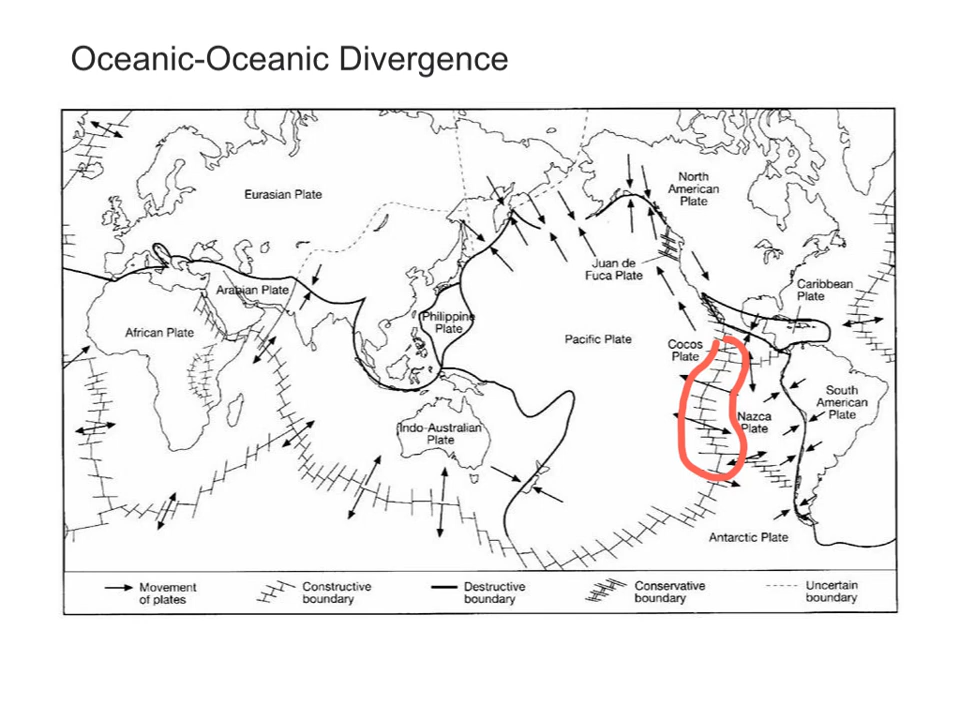 Oceanic-Oceanic Divergence
Eurasian Plate
North
American
Plate
Juan de
Fuca Plate
Arabian Plate
Caribbean
Plate
African Plate
Philippine
Plate
Pacific Plate
Cocos
Plate
South
American
Plate
Nazca
Plate
Indo-Australian
Plate
Antarctic Plate
Movement
of plates
Constructive
boundary
Destructive
boundary
Conservative
boundary
Uncertain
boundary